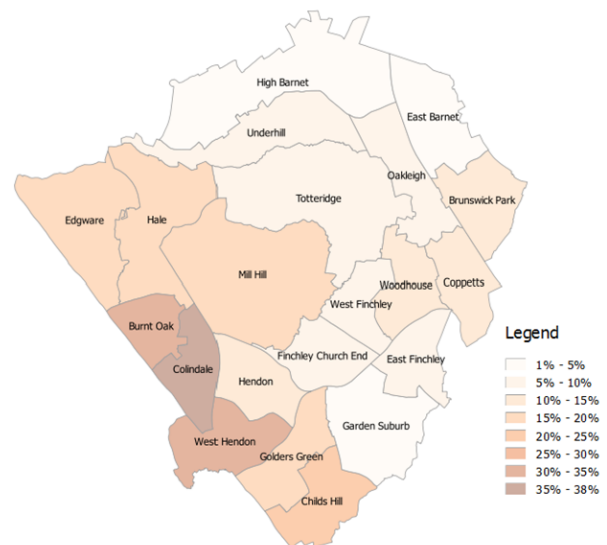 High Barnet
East Barnet
Underhill
Oakleigh
Totteridge
Brunswick Park
Edgware
Hale
Mill Hill
Woodhouse
Coppetts
West Finchley
Burnt Oak
Finchley Church End
East Finchley
Colindale
Hendon
Garden Suburb
West Hendon
Golders Green
Childs Hill
Legend
1% - 5%
5% - 10%
10% - 15%
15% - 20%
20% - 25%
25% - 30%
30% - 35%
35% - 38%